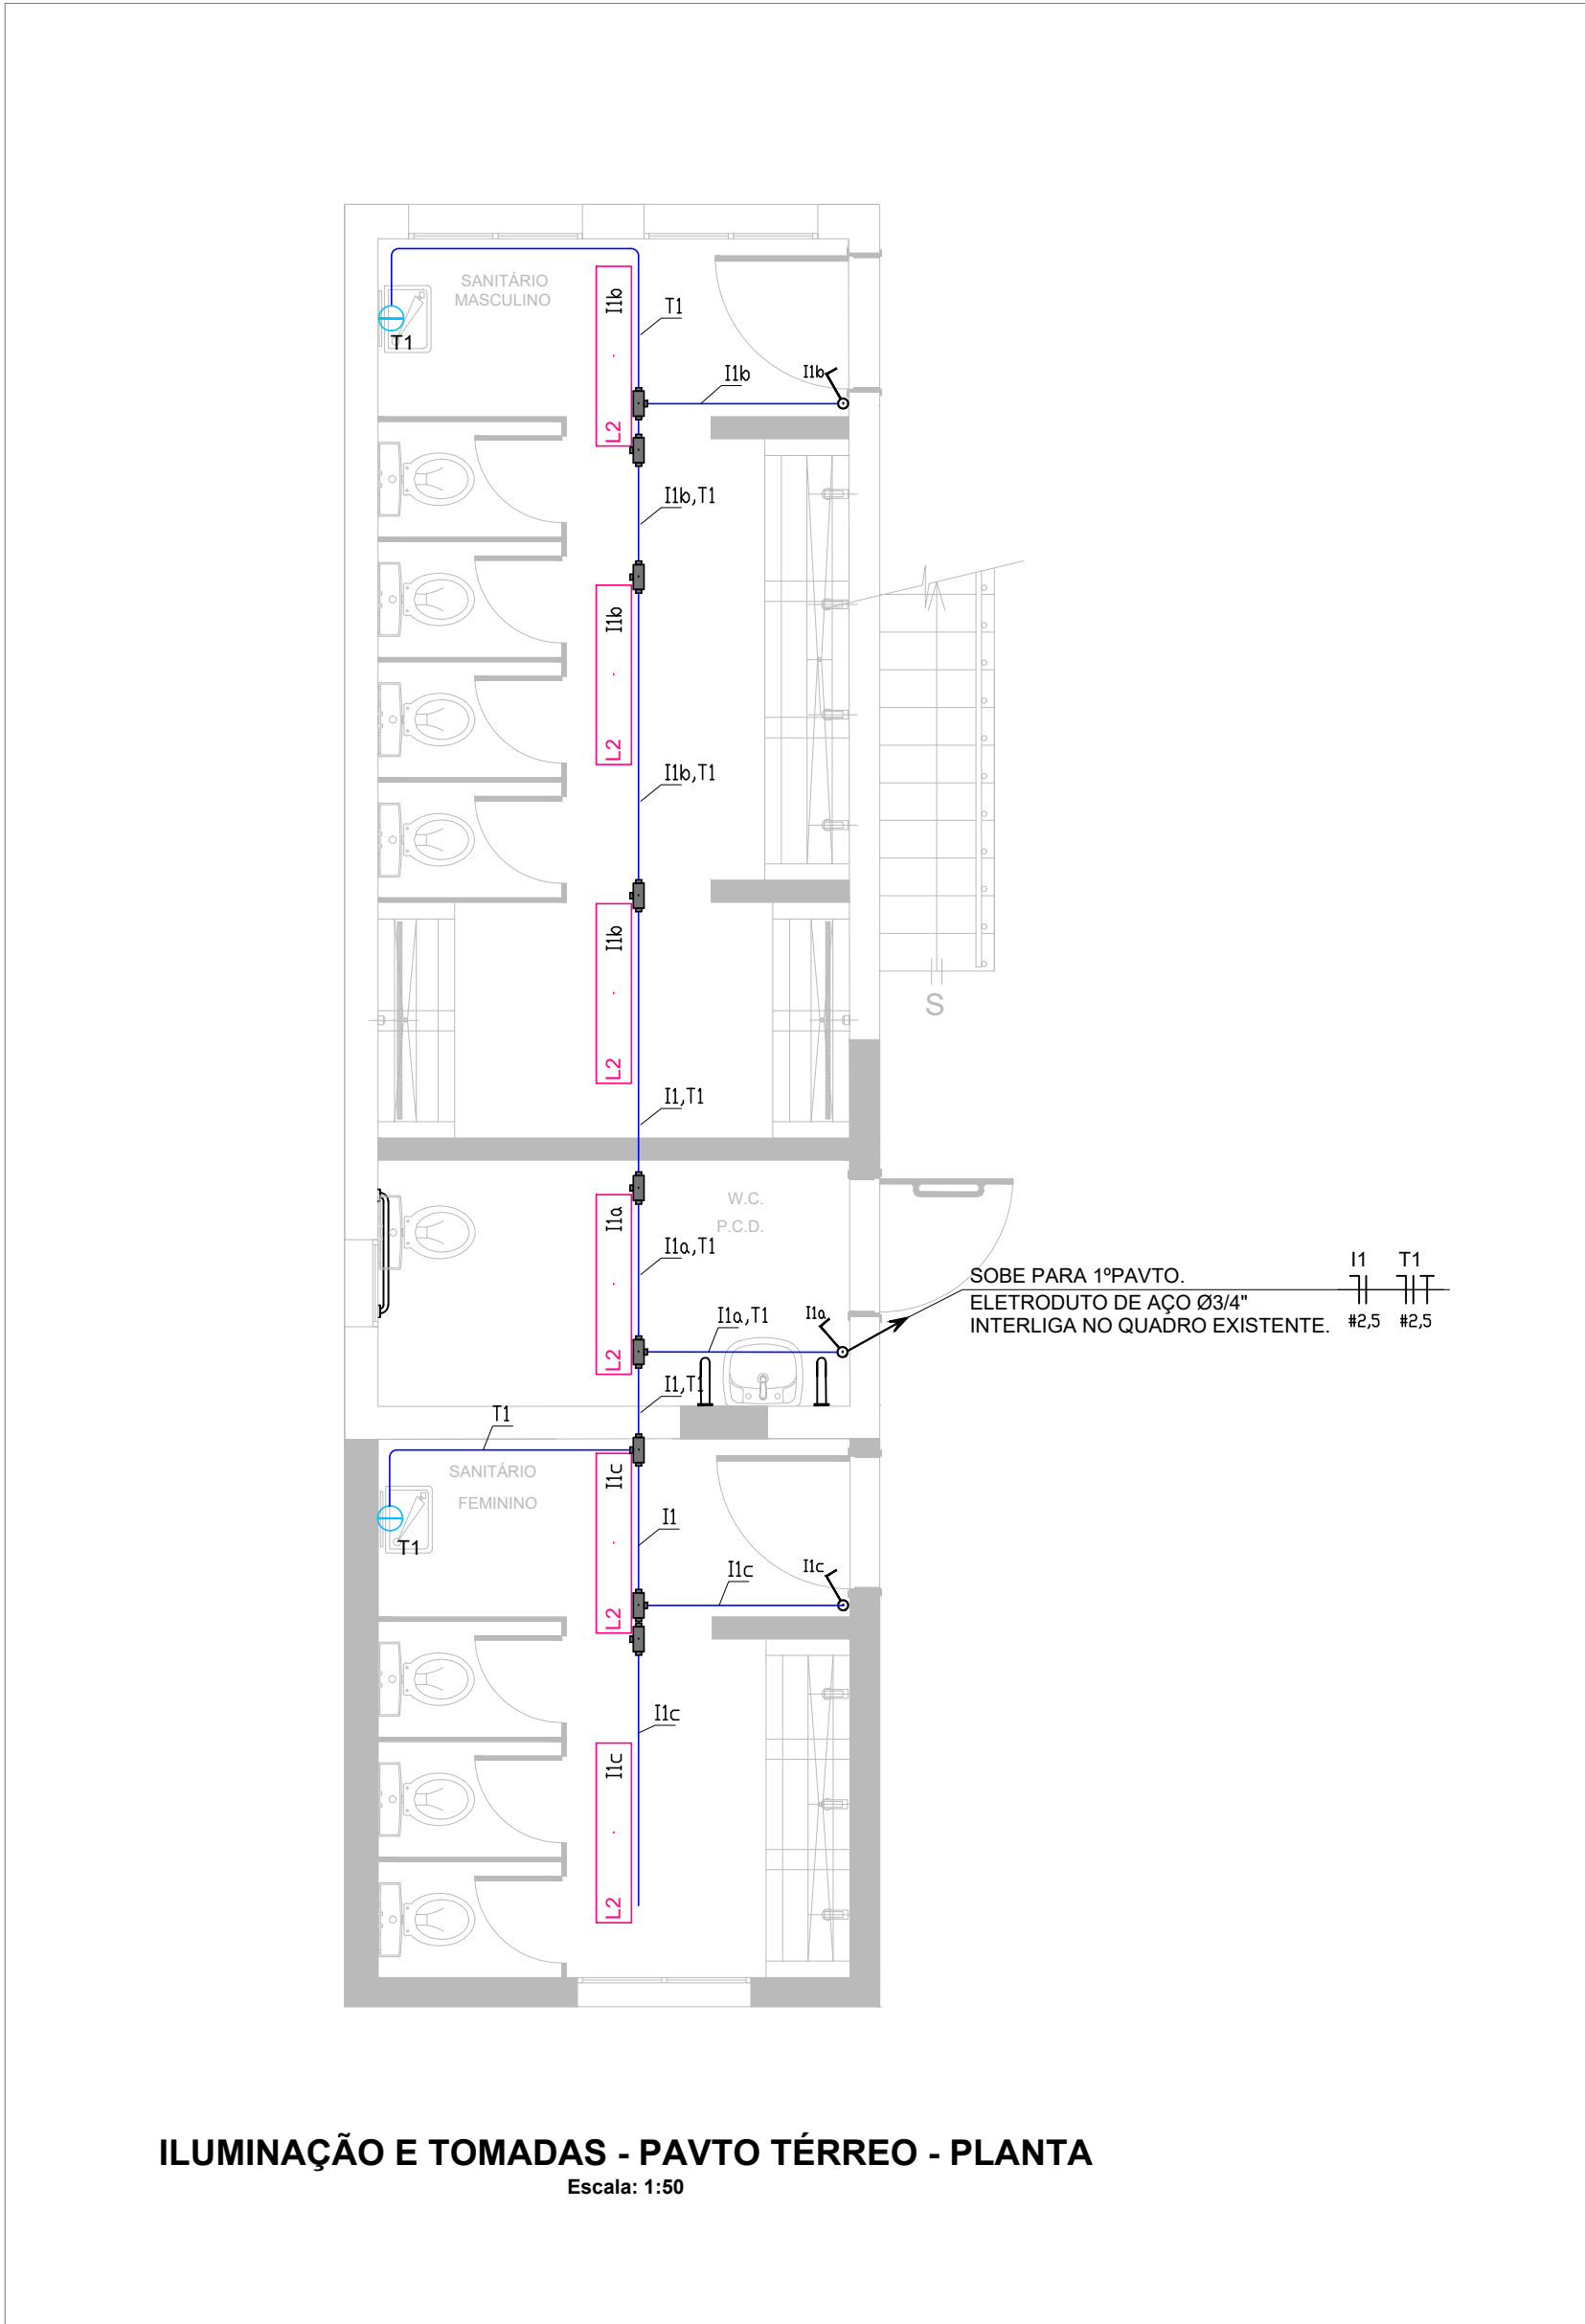 SANITÁRIO
MASCULINO
I1b
T1
T1
I1b
I1b
L2
I1b,T1
I1b
L2
I1b,T1
I1b
L2
S
I1,T1
W.C.
P.C.D.
I1a
I1a,T1
I1a,T1
I1a
L2
SOBE PARA 1ºPAVTO.
ELETRODUTO DE AÇO Ø3/4"
INTERLIGA NO QUADRO EXISTENTE.
I1 T1
#2,5 #2,5
I1,T1
T1
SANITÁRIO
FEMININO
I1c
T1
I1
I1c
I1c
L2
I1c
I1c
L2
ILUMINAÇÃO E TOMADAS - PAVTO TÉRREO - PLANTA
Escala: 1:50